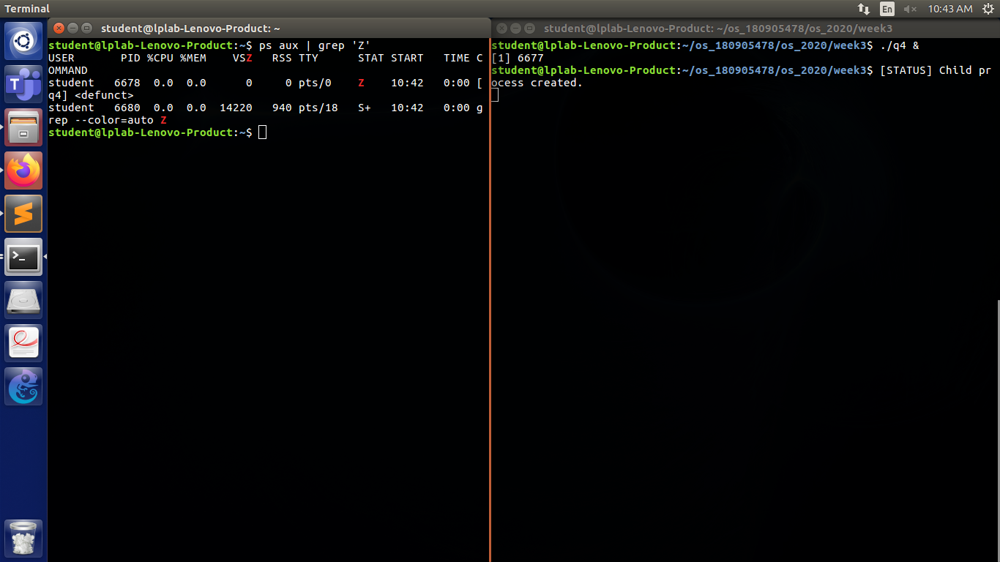 Terminal
En
10:43 AM
student@lplab-Lenovo-Product: ~
student@lplab-Lenovo-Product:~$ ps aux | grep 'Z'
USER       PID %CPU %MEM    VSZ   RSS TTY      STAT START   TIME C
OMMAND
student   6678  0.0  0.0      0     0 pts/0    Z    10:42   0:00 [
q4] <defunct>
student   6680  0.0  0.0  14220   940 pts/18   S+   10:42   0:00 g
rep --color=auto Z
student@lplab-Lenovo-Product:~$
student@lplab-Lenovo-Product: ~/os_180905478/os_2020/week3
student@lplab-Lenovo-Product:~/os_180905478/os_2020/week3$ ./q4 &
[1] 6677
student@lplab-Lenovo-Product:~/os_180905478/os_2020/week3$ [STATUS] Child pr
ocess created.